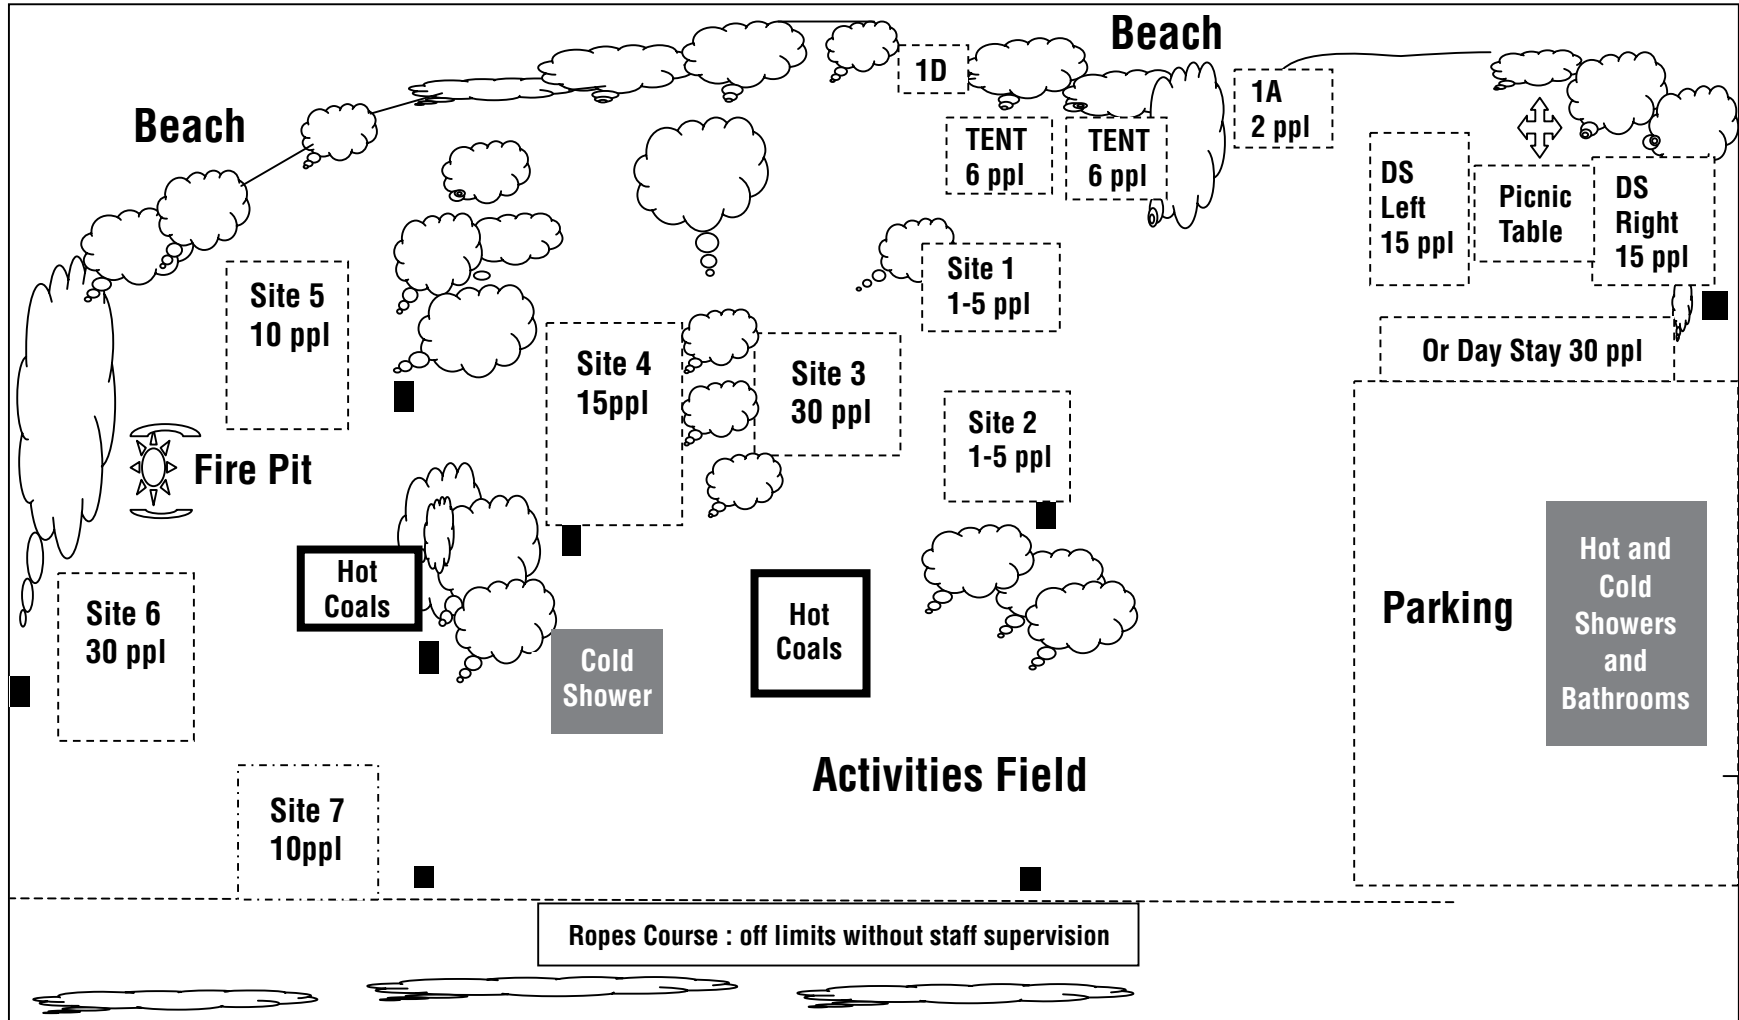 Beach
Beach
1D
1A
2 ppl
TENT
6 ppl
TENT
6 ppl
DS
Left
15 ppl
Picnic
Table
DS
Right
15 ppl
Site 5
10 ppl
Site 1
1-5 ppl
Or Day Stay 30 ppl
Site 4
15ppl
Site 3
30 ppl
Site 2
1-5 ppl
Fire Pit
Hot
Coals
Hot
Coals
Site 6
30 ppl
Cold
Shower
Parking
Hot and
Cold
Showers
and
Bathrooms
Activities Field
Site 7
10ppl
Ropes Course : off limits without staff supervision